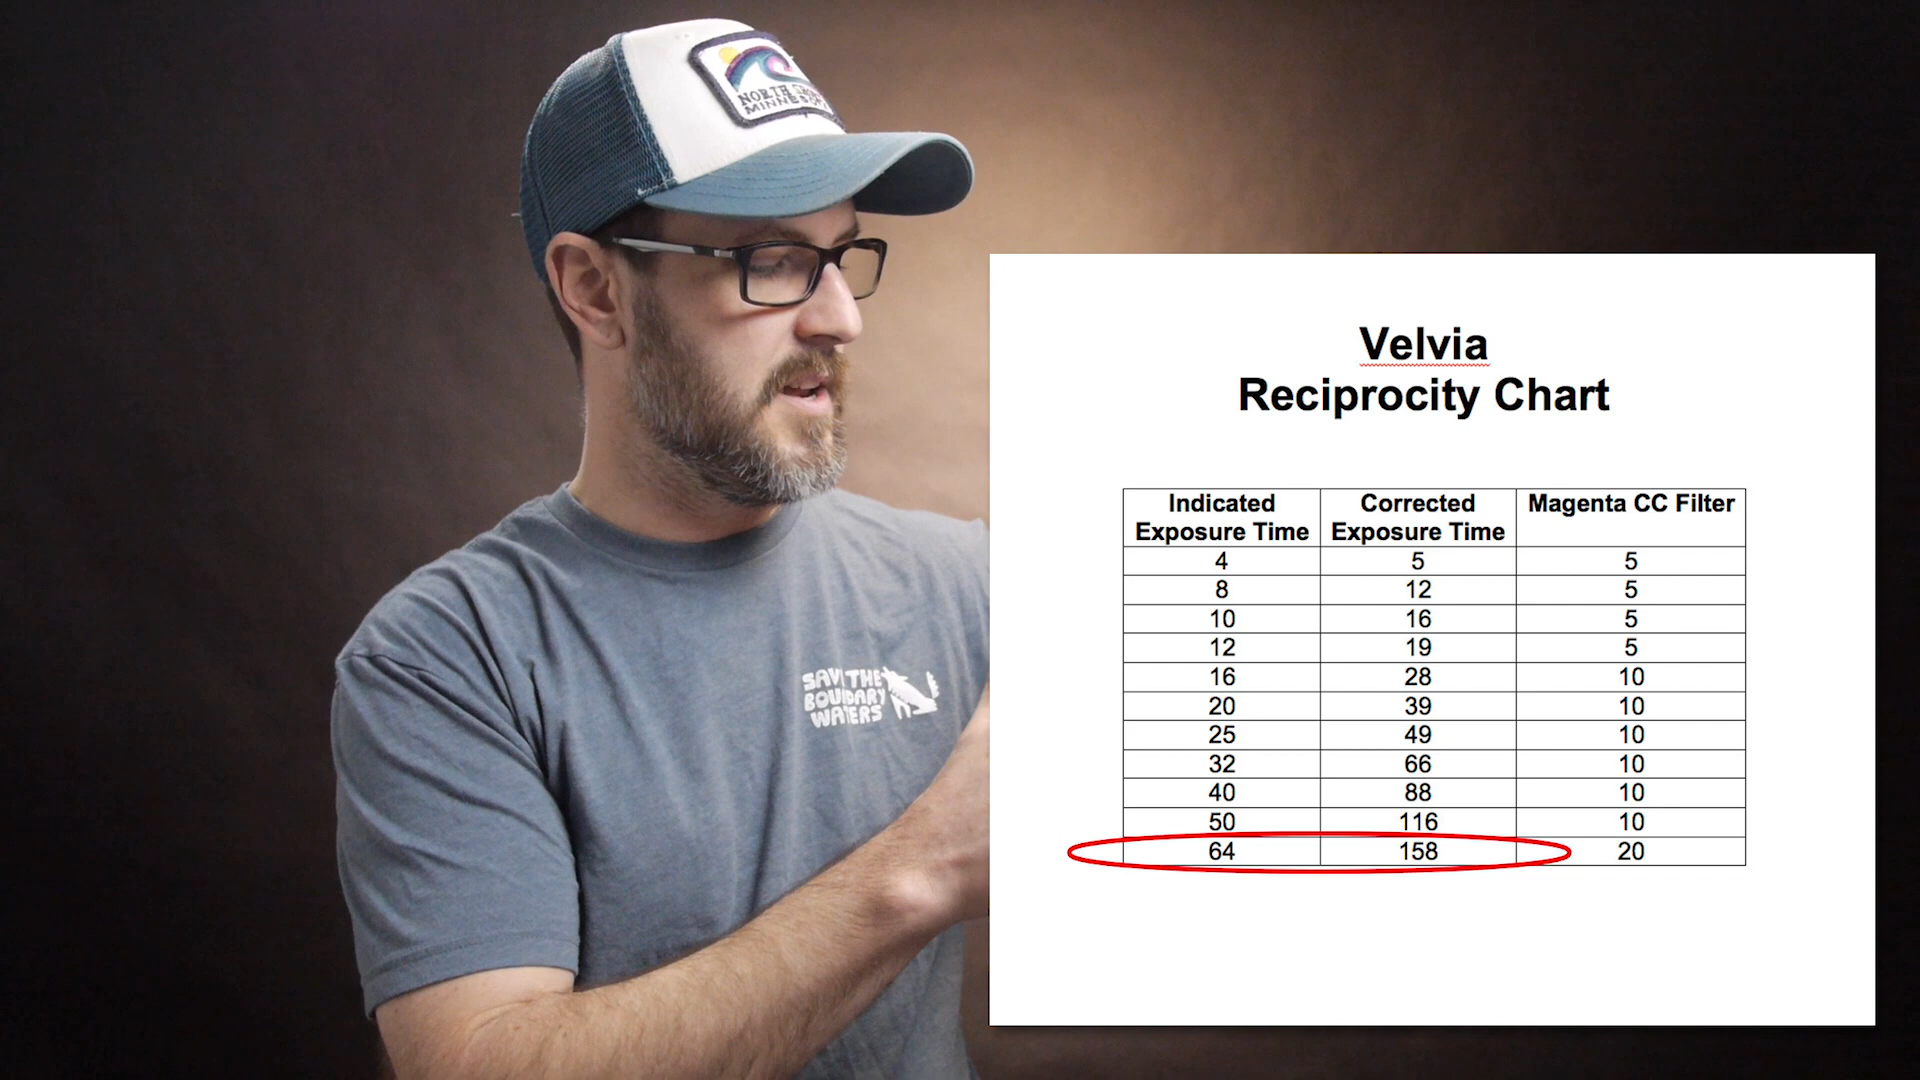 NORTH SHORE
MINNESOTA
SAVE THE
BOUNDARY
WATERS
Velvia
Reciprocity Chart
Indicated Exposure Time Corrected Exposure Time Magenta CC Filter
4 5 5
8 12 5
10 16 5
12 19 5
16 28 10
20 39 10
25 49 10
32 66 10
40 88 10
50 116 10
64 158 20